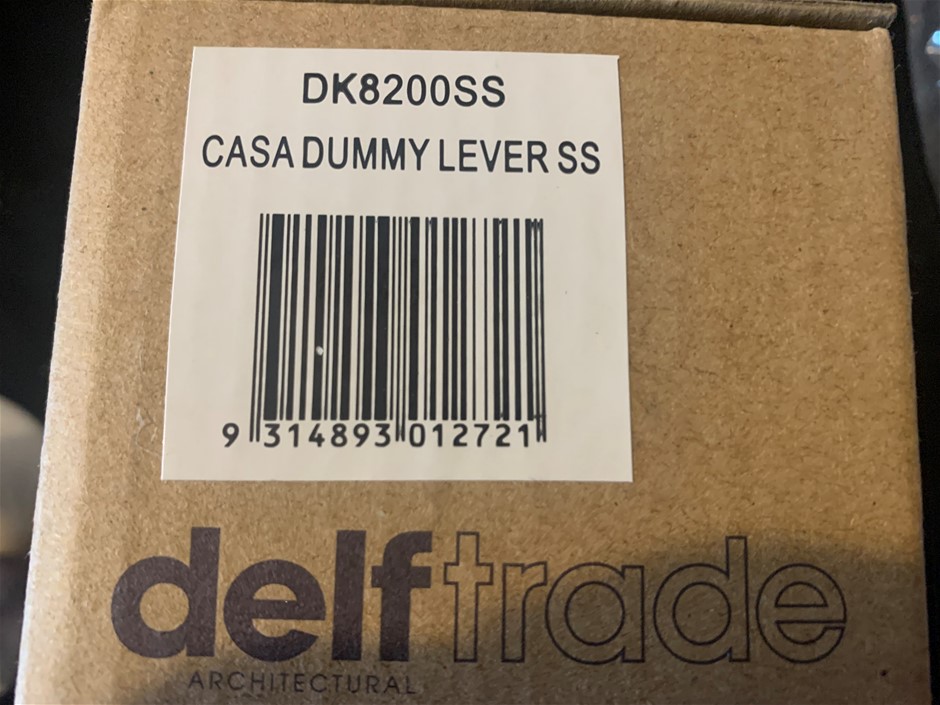 DK8200SS
CASA DUMMY LEVER SS
9 314893 012721
delftrade
ARCHITECTURAL